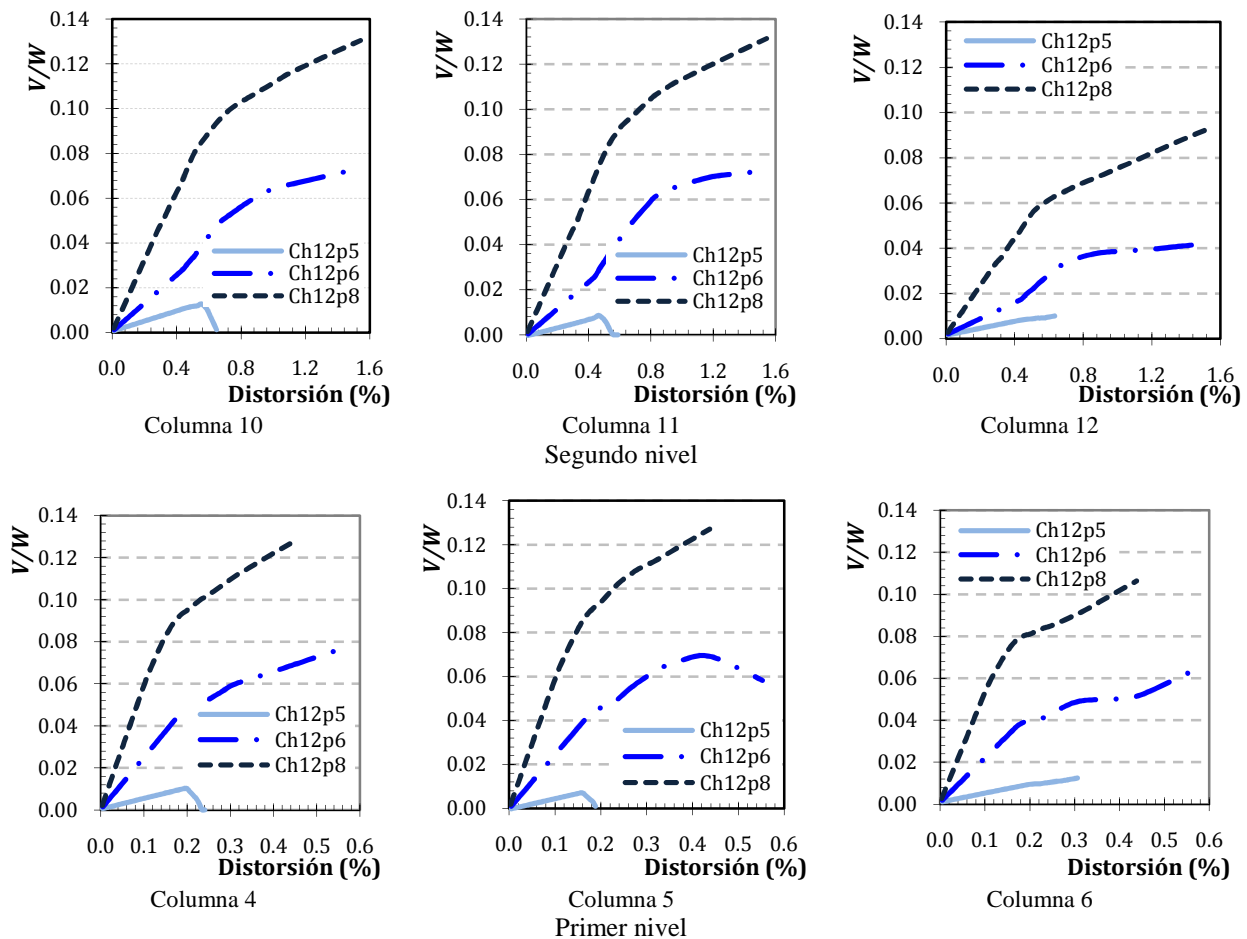 V/W
0.14
0.12
0.10
0.08
0.06
0.04
0.02
0.00
Ch12p5
Ch12p6
Ch12p8
0.0 0.4 0.8 1.2 1.6
Distorsión (%)
Columna 10
V/W
0.14
0.12
0.10
0.08
0.06
0.04
0.02
0.00
Ch12p5
Ch12p6
Ch12p8
0.0 0.4 0.8 1.2 1.6
Distorsión (%)
Columna 11
V/W
0.14
0.12
0.10
0.08
0.06
0.04
0.02
0.00
Ch12p5
Ch12p6
Ch12p8
0.0 0.4 0.8 1.2 1.6
Distorsión (%)
Columna 12
Segundo nivel
V/W
0.14
0.12
0.10
0.08
0.06
0.04
0.02
0.00
Ch12p5
Ch12p6
Ch12p8
0.0 0.1 0.2 0.3 0.4 0.5 0.6
Distorsión (%)
Columna 4
V/W
0.14
0.12
0.10
0.08
0.06
0.04
0.02
0.00
Ch12p5
Ch12p6
Ch12p8
0.0 0.1 0.2 0.3 0.4 0.5 0.6
Distorsión (%)
Columna 5
V/W
0.14
0.12
0.10
0.08
0.06
0.04
0.02
0.00
Ch12p5
Ch12p6
Ch12p8
0.0 0.1 0.2 0.3 0.4 0.5 0.6
Distorsión (%)
Columna 6
Primer nivel